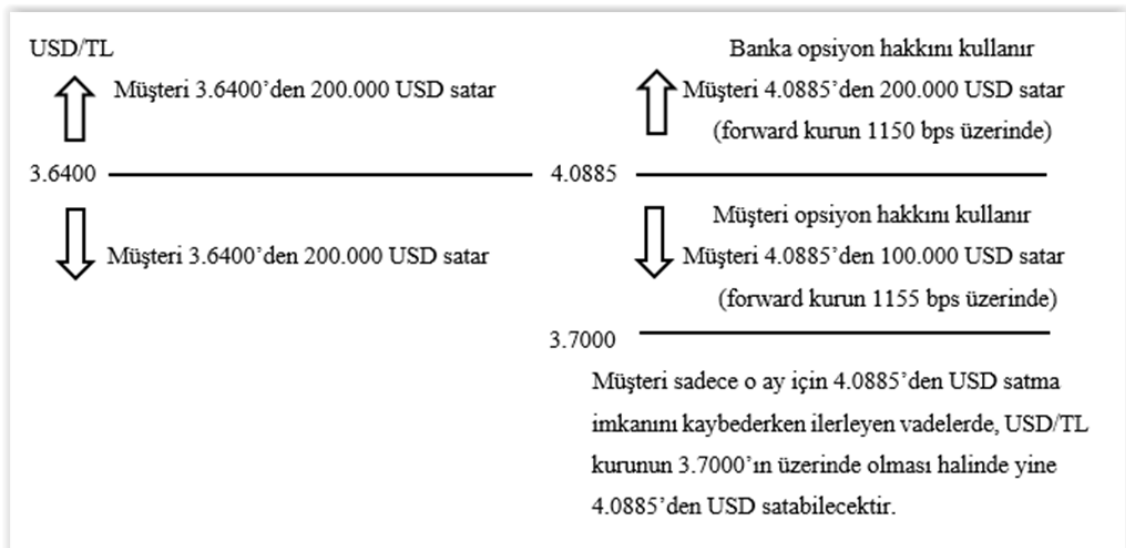 USD/TL
Müşteri 3.6400’den 200.000 USD satar
3.6400
Müşteri 3.6400’den 200.000 USD satar
Banka opsiyon hakkını kullanır
Müşteri 4.0885’den 200.000 USD satar
(forward kurun 1150 bps üzerinde)
4.0885
Müşteri opsiyon hakkını kullanır
Müşteri 4.0885’den 100.000 USD satar
(forward kurun 1155 bps üzerinde)
3.7000
Müşteri sadece o ay için 4.0885’den USD satma
imkanını kaybederken ilerleyen vadelerde, USD/TL
kurunun 3.7000’ın üzerinde olması halinde yine
4.0885’den USD satabilecektir.